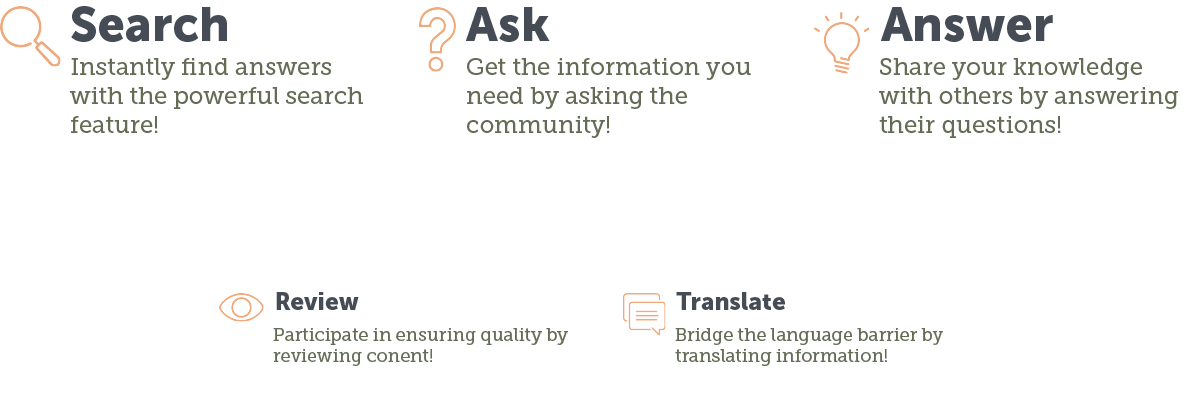 Search
Instantly find answers
with the powerful search
feature!
Ask
Get the information you
need by asking the
community!
Answer
Share your knowledge
with others by answering
their questions!
Review
Participate in ensuring quality by
reviewing conent!
Translate
Bridge the language barrier by
translating information!